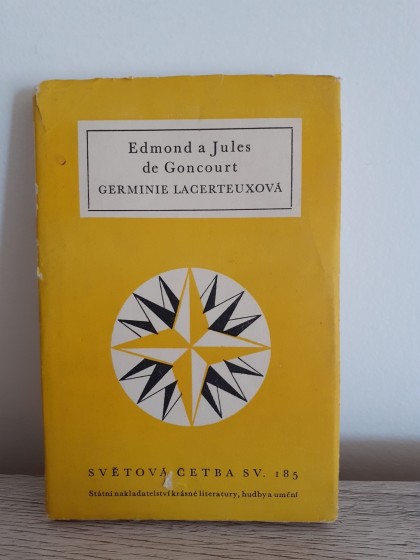 Edmond a Jules
de Goncourt
GERMINIE LACERTEUXOVÁ
SVĚTOVÁ ČETBA SV. 185
Státní nakladatelství krásné literatury, hudby a umění